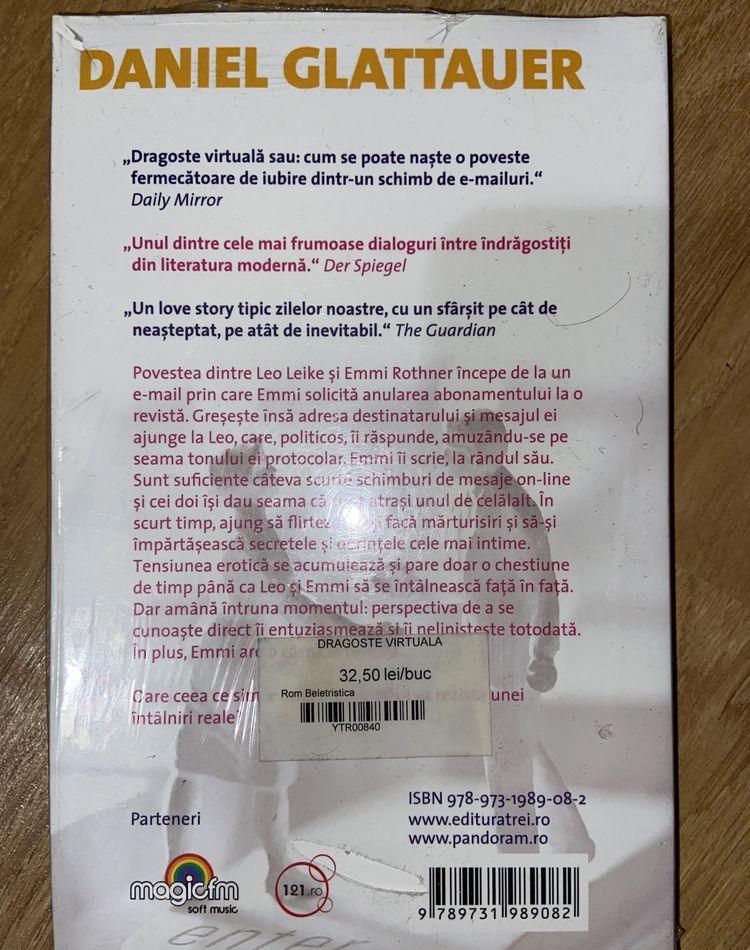 DANIEL GLATTAUER
„Dragoste virtuală sau: cum se poate naște o poveste
fermecătoare de iubire dintr-un schimb de e-mailuri.“
Daily Mirror
„Unul dintre cele mai frumoase dialoguri între îndrăgostiți
din literatura modernă.“ Der Spiegel
„Un love story tipic zilelor noastre, cu un sfârșit pe cât de
neașteptat, pe atât de inevitabil.“ The Guardian
Povestea dintre Leo Leike și Emmi Rothner începe de la un
e-mail prin care Emmi solicită anularea abonamentului la o
revistă. Greșește însă adresa destinatarului și mesajul ei
ajunge la Leo, care, politicos, îi răspunde, amuzându-se pe
seama tonului ei protocolar. Emmi îi scrie, la rândul său.
Sunt suficiente câteva scurte schimburi de mesaje on-line
și cei doi își dau seama că sunt atrași unul de celălalt. În
scurt timp, ajung să facă mărturisiri și să-și
împărtășească secretele și dorințele cele mai intime.
Tensiunea erotică se acumulează și pare doar o chestiune
de timp până ca Leo și Emmi să se întâlnească față în față.
Dar amână întruna momentul: perspectiva de a se
cunoaște direct îi entuziasmează și îi neliniștește totodată.
În plus, Emmi are o
Care ceea ce unei
întâlniri reale
DRAGOSTE VIRTUALA
32,50 lei/buc
Rom Beletristica
YTR00840
Parteneri
ISBN 978-973-1989-08-2
www.edituratrei.ro
www.pandoram.ro
magicfm
soft music
121.ro
9 789731 989082
enter